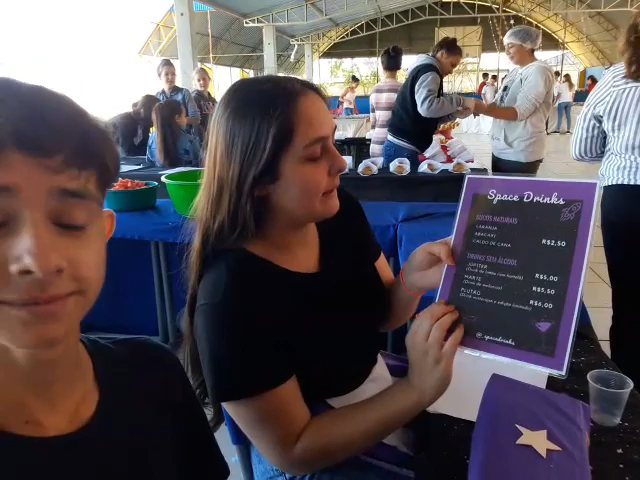 Space Drinks
SUCOS NATURAIS
LARANJA
ABACAXI
CALDO DE CANA
R$2,50
DRINKS SEM ÁLCOOL
JÚPITER
R$5,00
MARTE
R$5,50
PLUTÃO
R$6,00
@spacedrinks